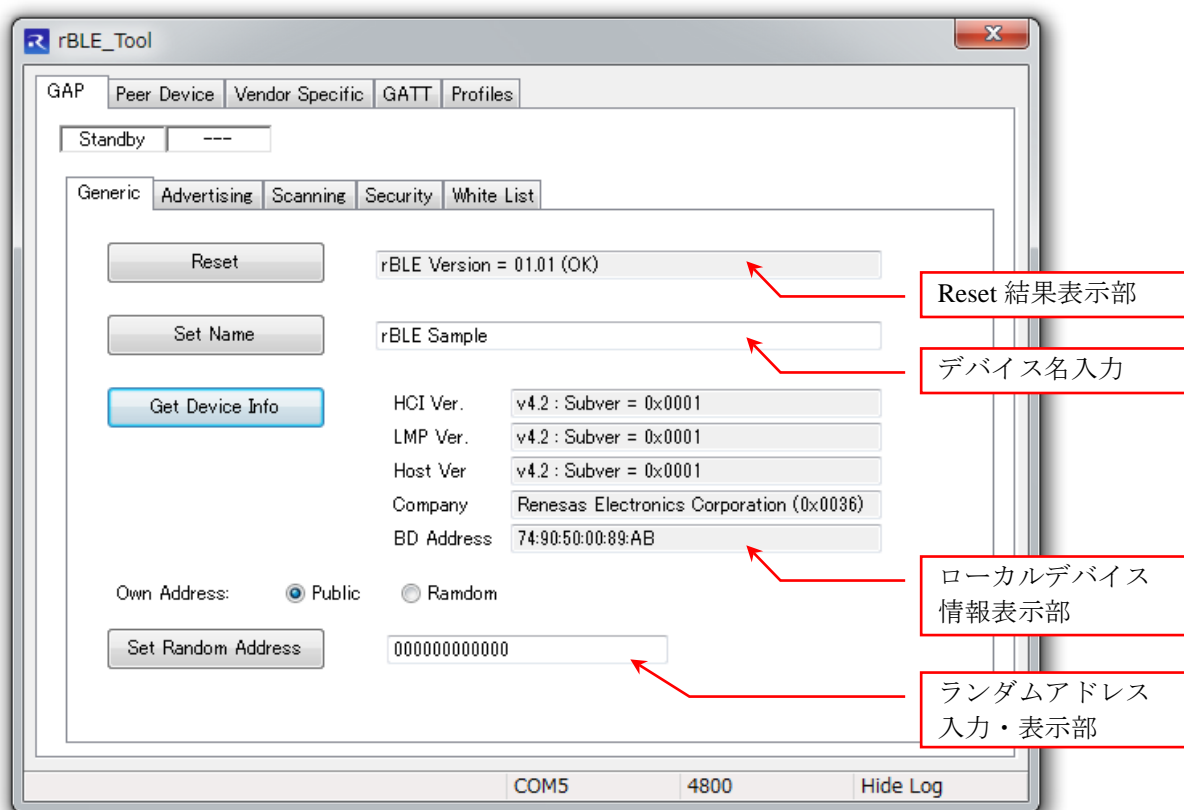 rBLE_Tool
GAP Peer Device Vendor Specific GATT Profiles
Standby ---
Generic Advertising Scanning Security White List
Reset rBLE Version = 01.01 (OK)
Reset 結果表示部
Set Name rBLE Sample
デバイス名入力
Get Device Info HCI Ver. v4.2 : Subver = 0x0001
LMP Ver. v4.2 : Subver = 0x0001
Host Ver v4.2 : Subver = 0x0001
Company Renesas Electronics Corporation (0x0036)
BD Address 74:90:50:00:89:AB
ローカルデバイス
情報表示部
Own Address: Public Ramdom
Set Random Address 000000000000
ランダムアドレス
入力・表示部
COM5 4800 Hide Log